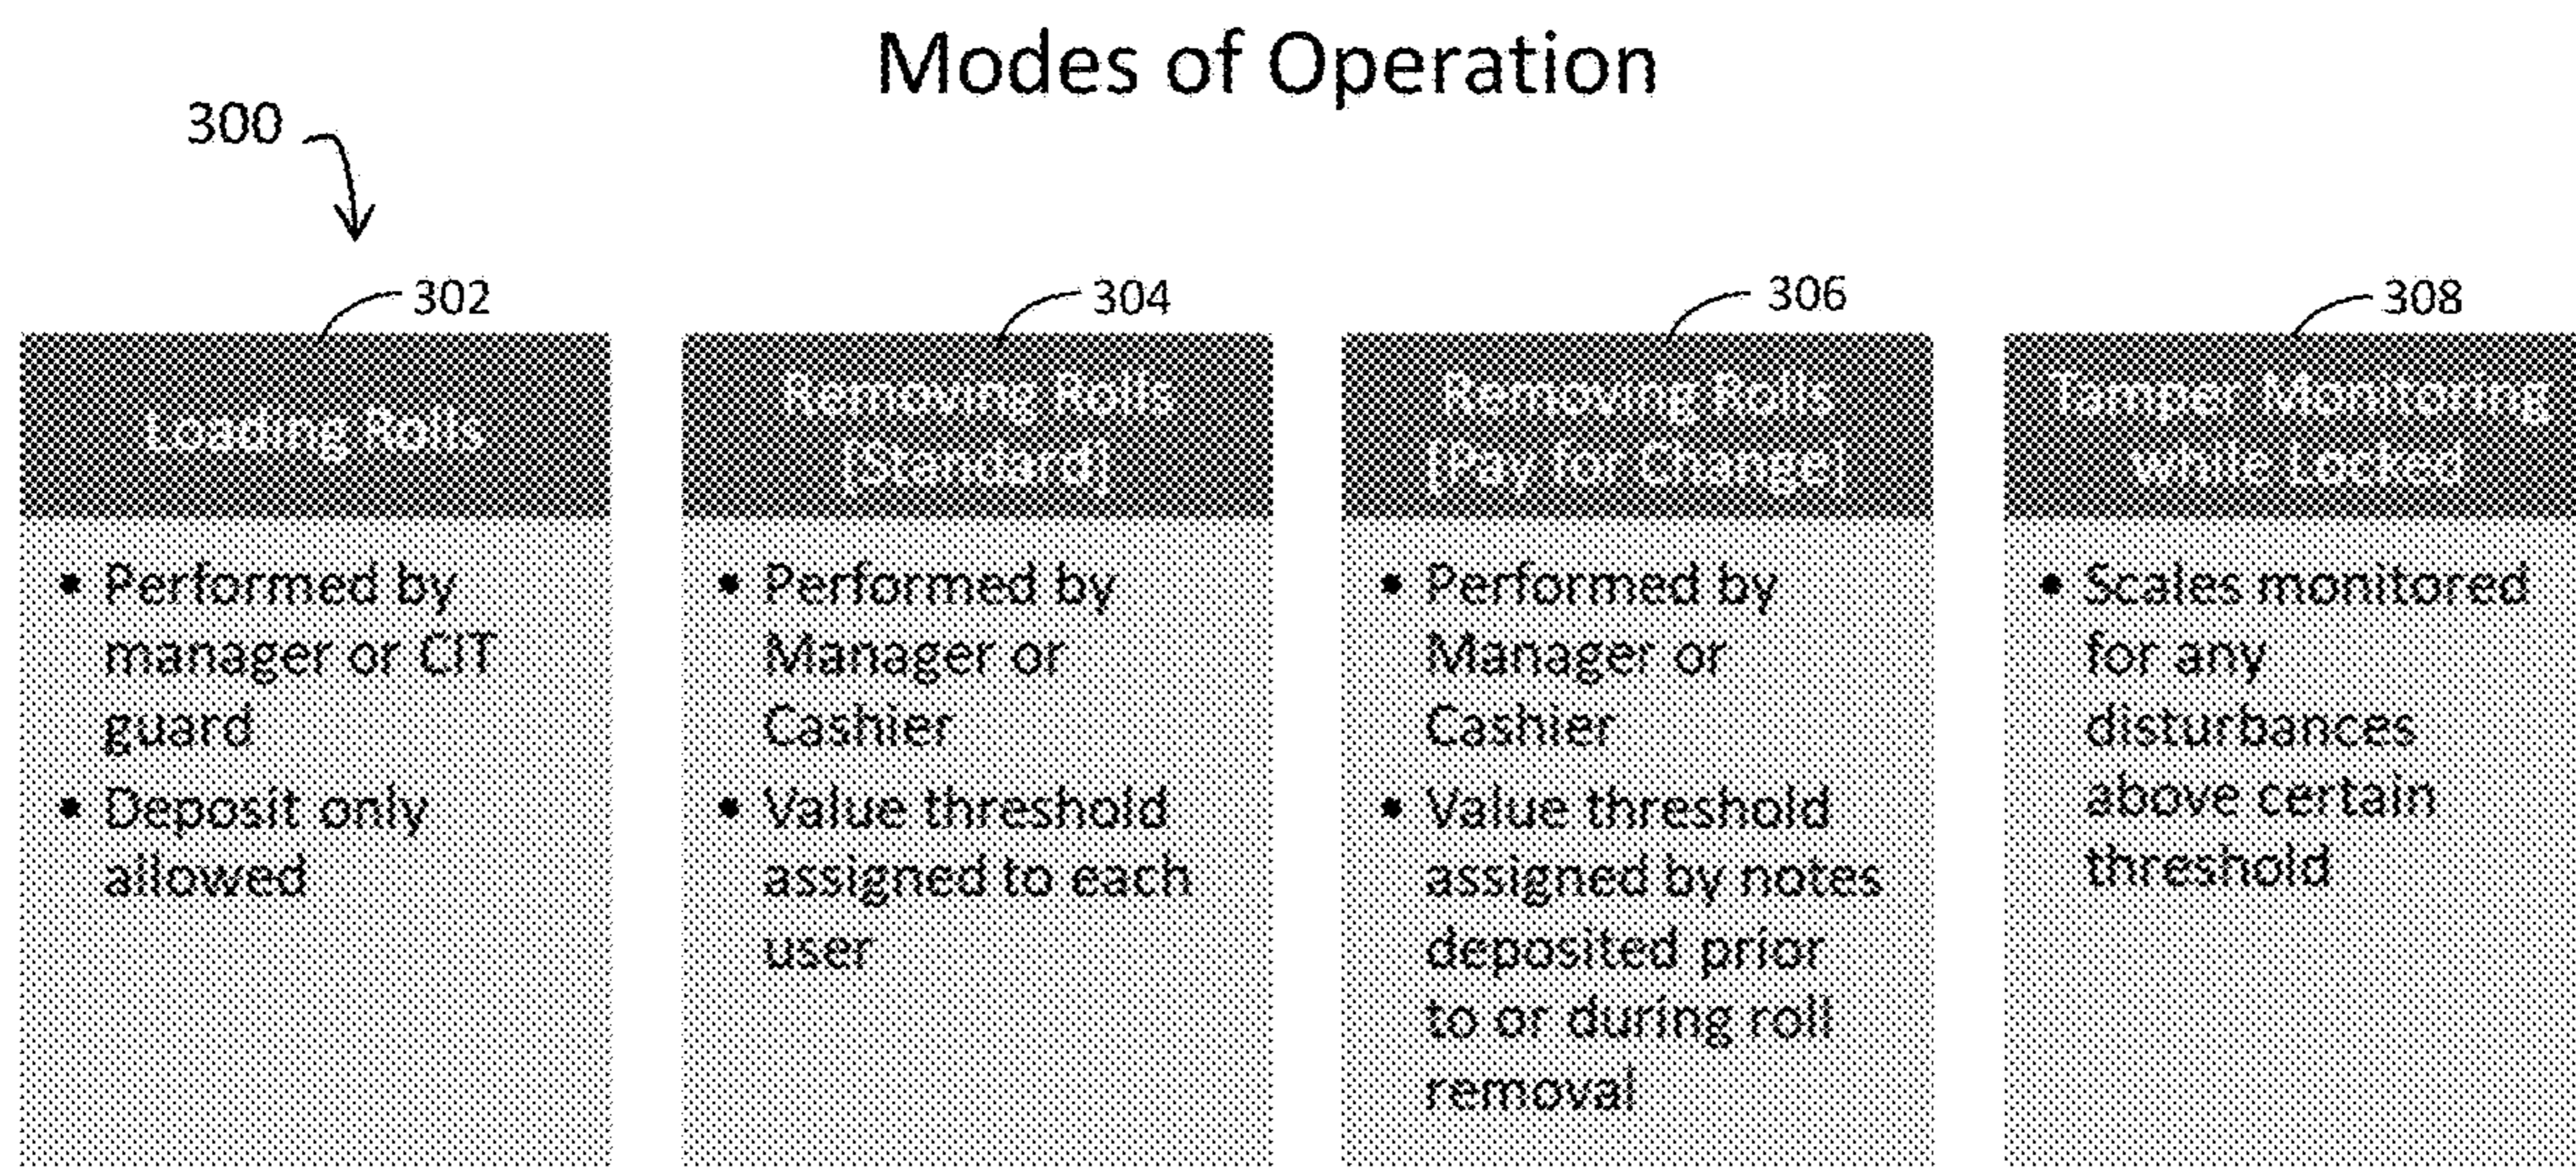 Modes of Operation
300
302
Loading Rolls
• Performed by
manager or CIT
guard
• Deposit only
allowed
304
Removing Rolls
[Standard]
• Performed by
Manager or
Cashier
• Value threshold
assigned to each
user
306
Removing Rolls
[Pay for Change]
• Performed by
Manager or
Cashier
• Value threshold
assigned by notes
deposited prior
to or during roll
removal
308
Tamper Monitoring
while Locked
• Scales monitored
for any
disturbances
above certain
threshold